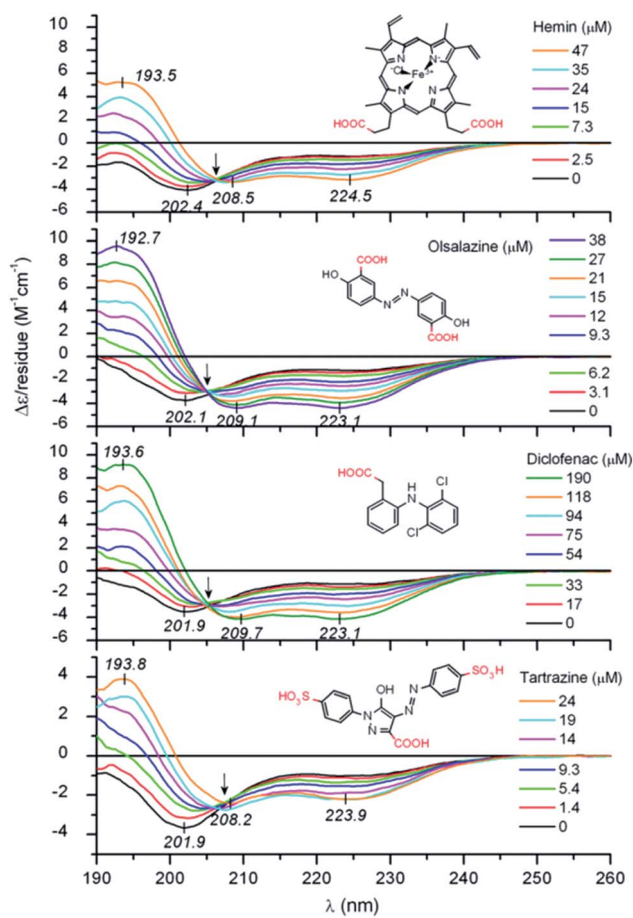 Δε/residue (M⁻¹cm⁻¹)
Hemin (μM)
47
35
24
15
7.3
2.5
0
10
8
6
4
2
0
-2
-4
-6
193.5
202.4
208.5
224.5
N
N⁻
⁻Cl
Fe³⁺
N
N
HOOC
COOH
Olsalazine (μM)
38
27
21
15
12
9.3
6.2
3.1
0
10
8
6
4
2
0
-2
-4
-6
192.7
202.1
209.1
223.1
COOH
HO
N
N
OH
COOH
Diclofenac (μM)
190
118
94
75
54
33
17
0
10
8
6
4
2
0
-2
-4
-6
193.6
201.9
209.7
223.1
HOOC
H
N
Cl
Cl
Tartrazine (μM)
24
19
14
9.3
5.4
1.4
0
4
2
0
-2
-4
193.8
201.9
208.2
223.9
HO₃S
OH
N
N
SO₃H
N
N
COOH
190 200 210 220 230 240 250 260
λ (nm)